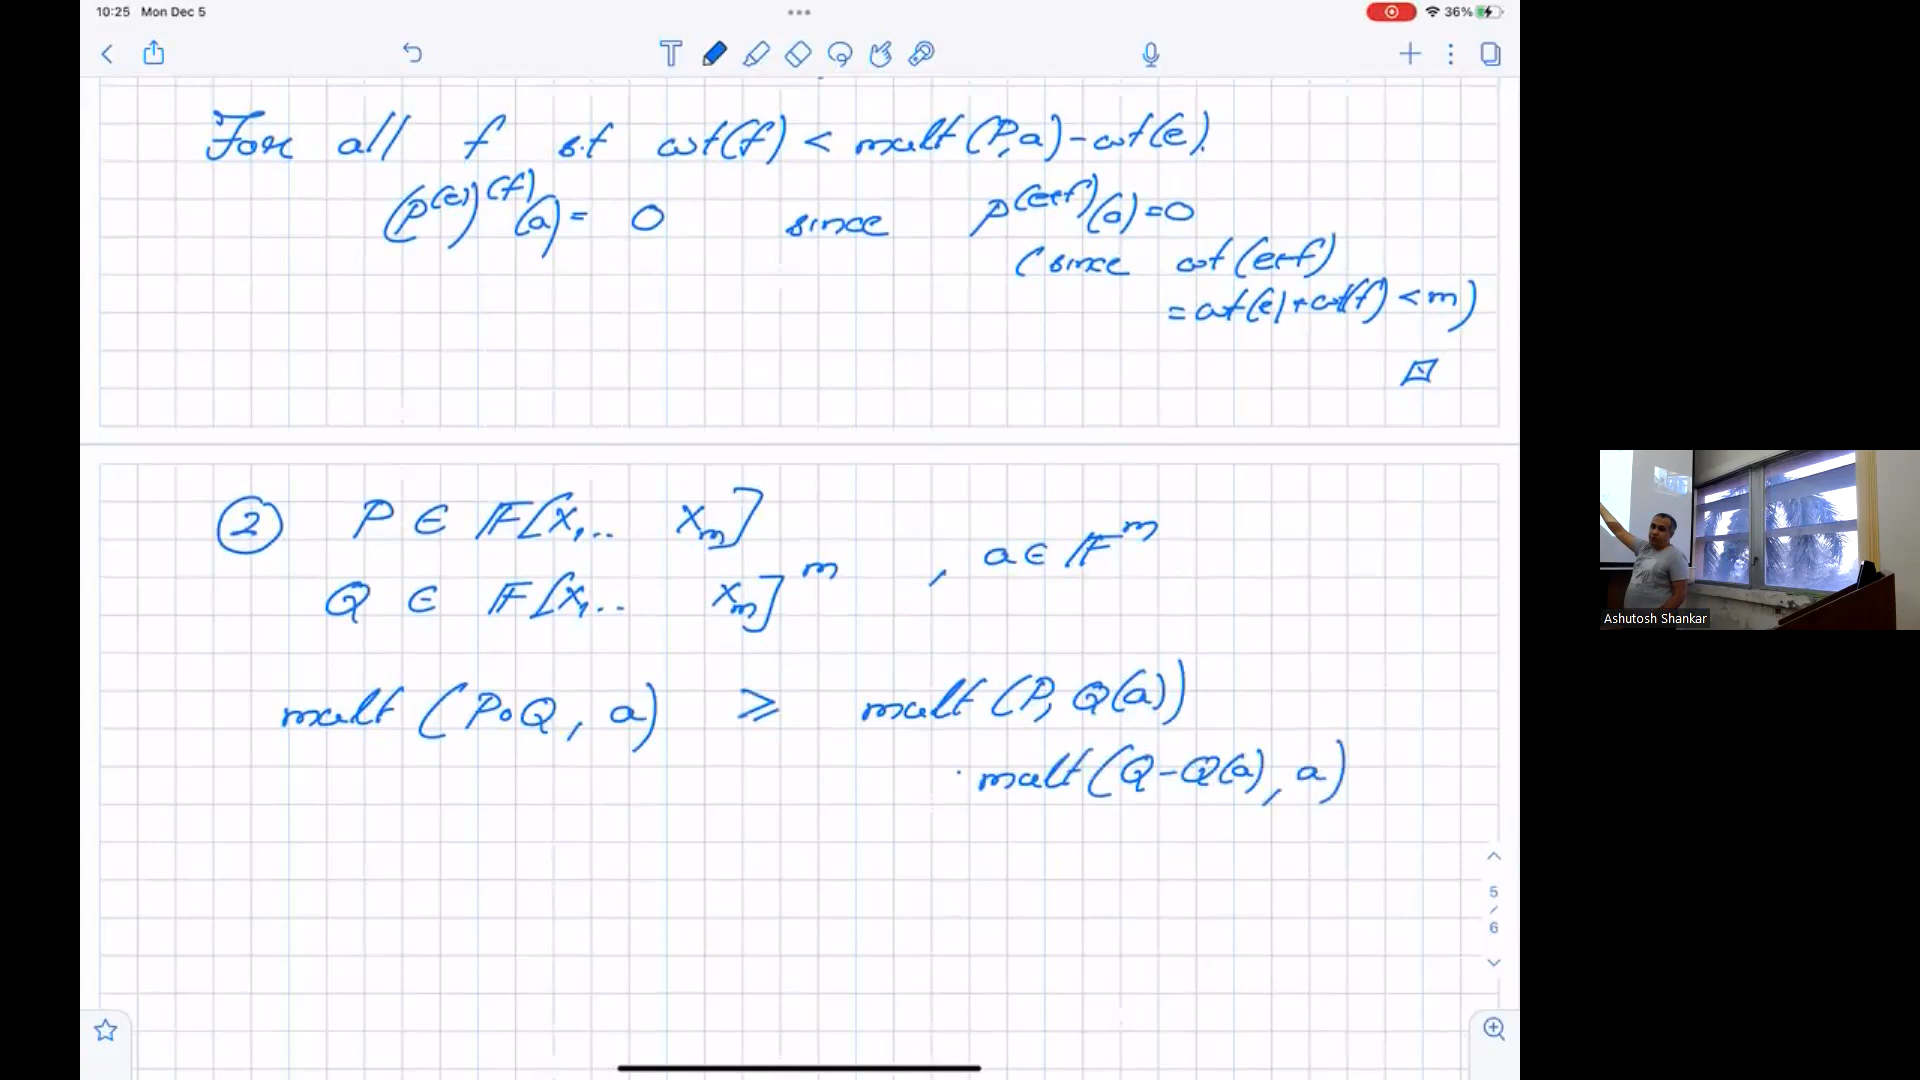 10:25 Mon Dec 5
36%
For all f s.t wt(f) < mult(P,a) - wt(e).
(P^(e))^(f)(a) = 0 since P^(e+f)(a) = 0
(since wt(e+f)
= wt(e) + wt(f) < m)
② P ∈ F[x₁.. xₘ]
, a ∈ F^m
Q ∈ F[x₁.. xₘ]^m
mult(P∘Q, a) ≥ mult(P, Q(a))
· mult(Q-Q(a), a)
5
/
6
Ashutosh Shankar